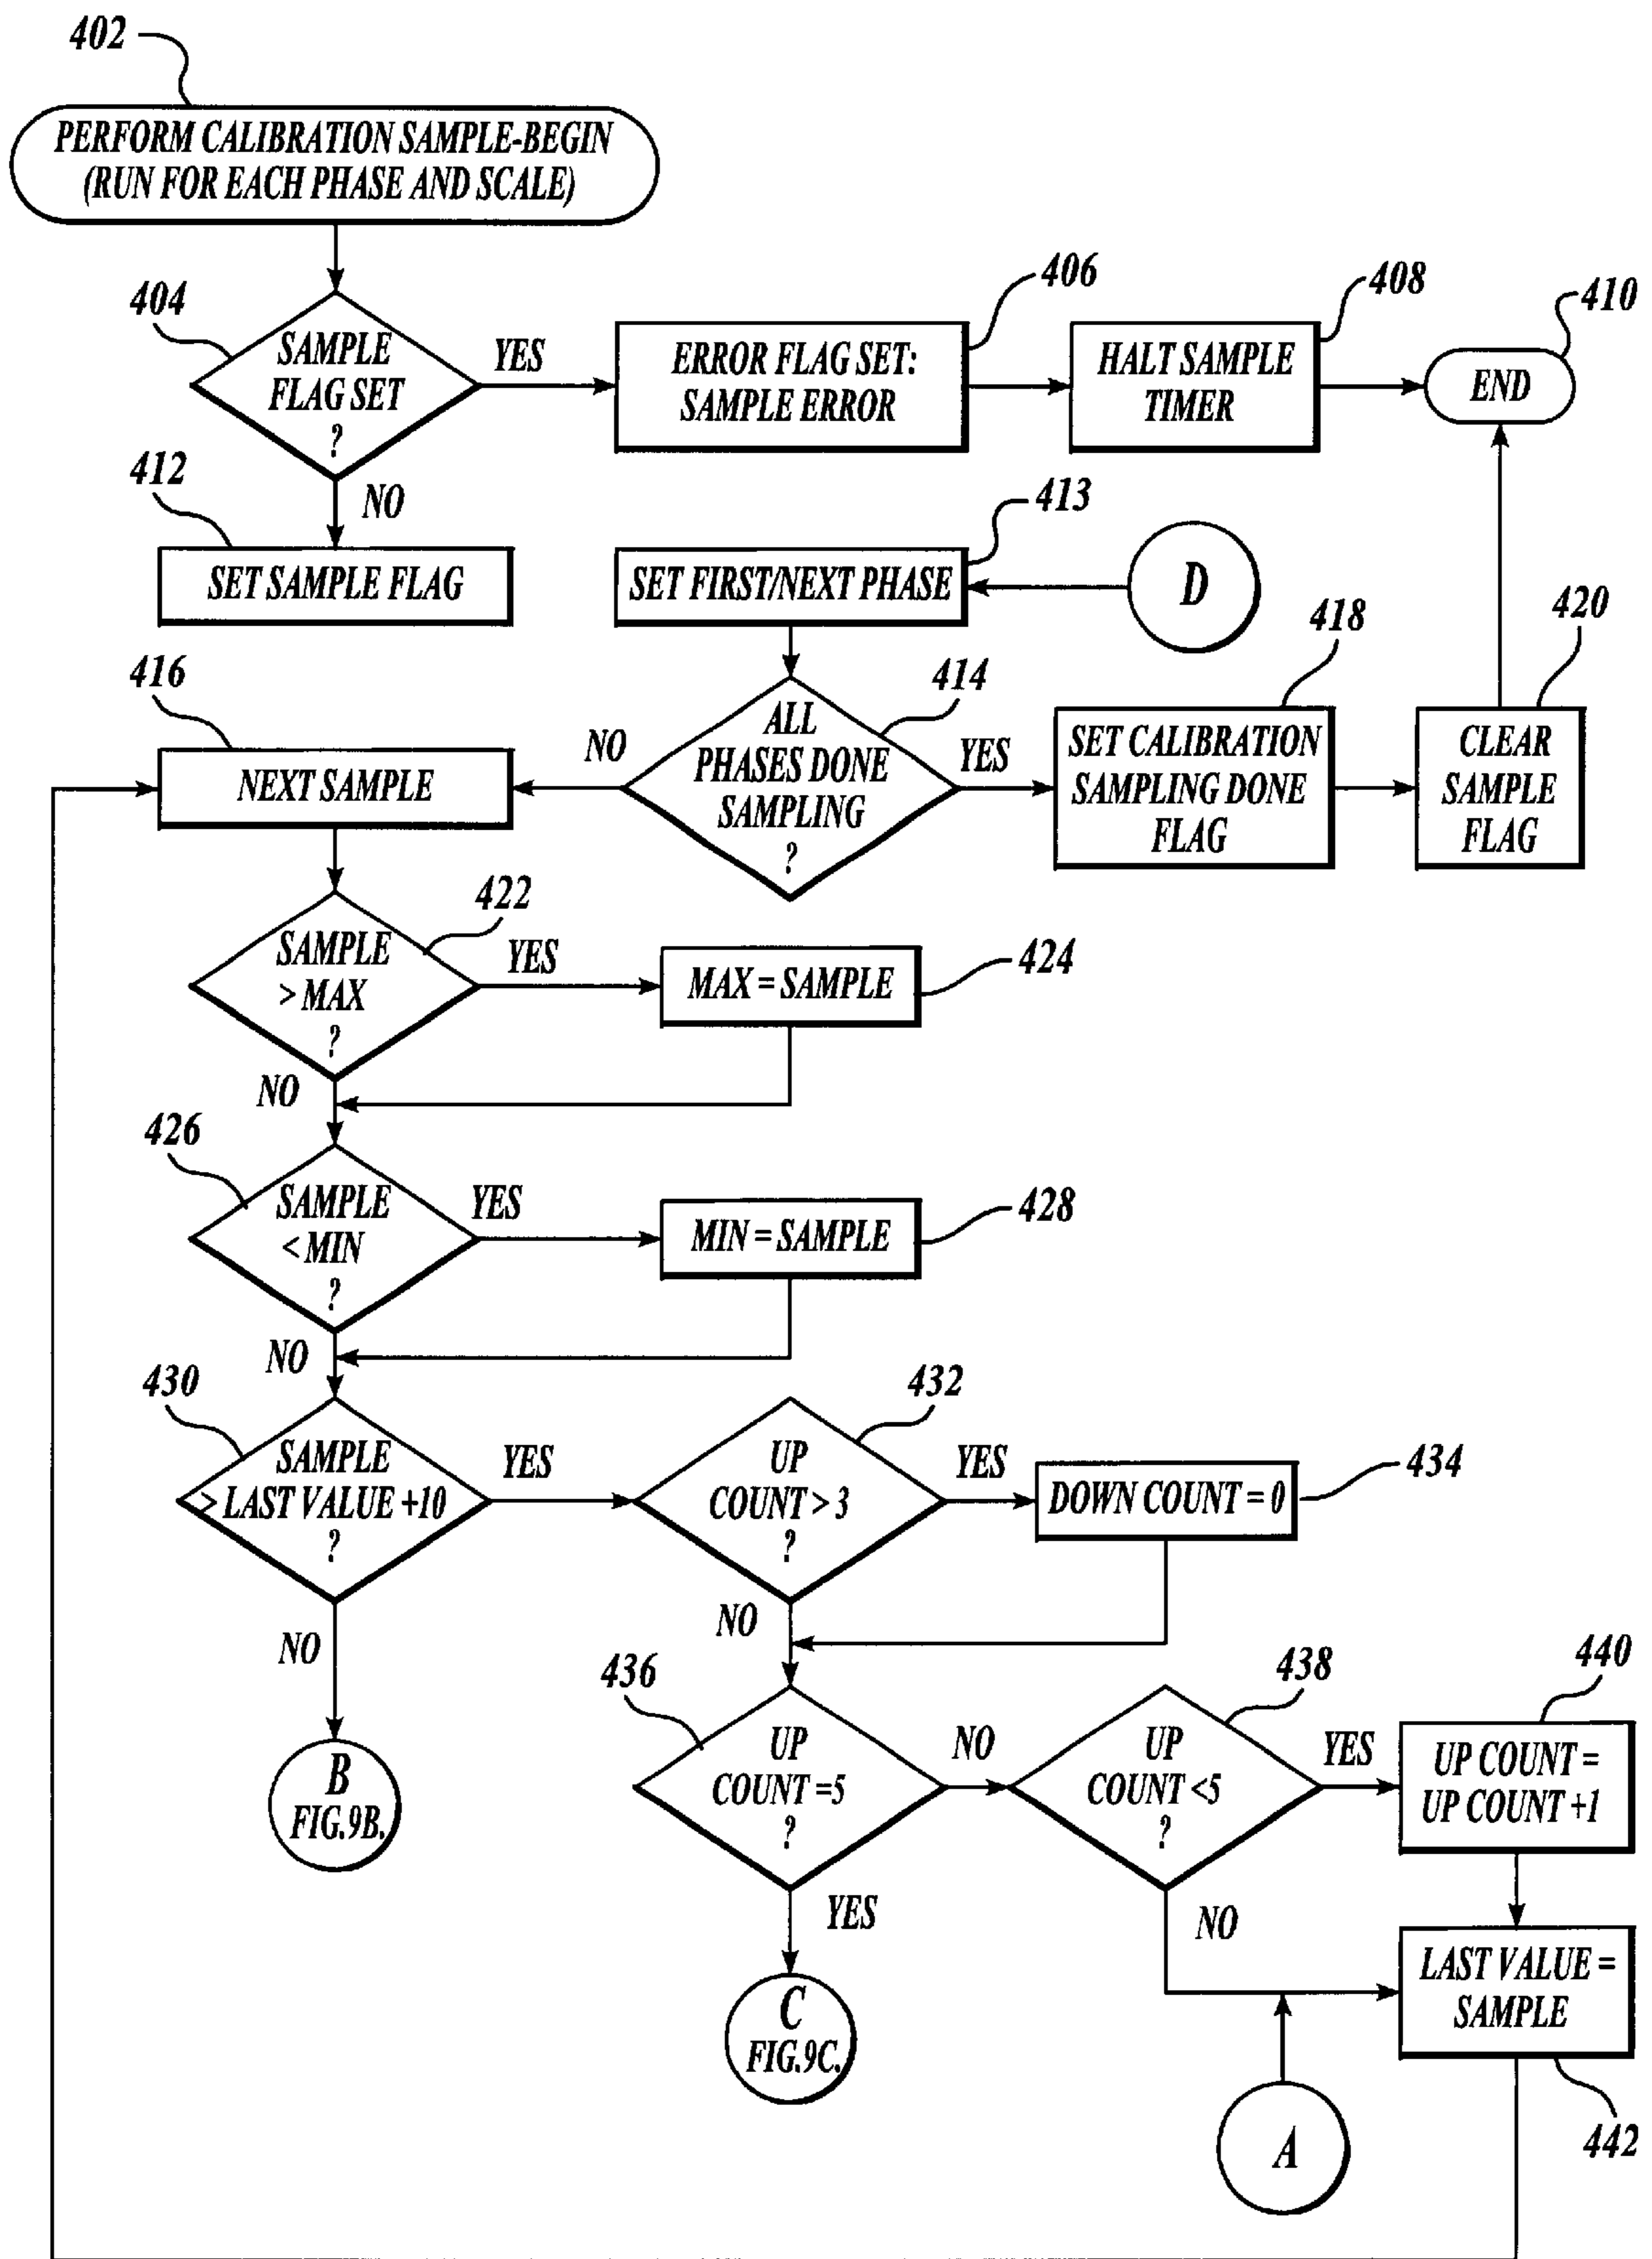 402
PERFORM CALIBRATION SAMPLE-BEGIN
(RUN FOR EACH PHASE AND SCALE)
404
SAMPLE
FLAG SET
?
YES
NO
406
ERROR FLAG SET:
SAMPLE ERROR
408
HALT SAMPLE
TIMER
410
END
412
SET SAMPLE FLAG
413
SET FIRST/NEXT PHASE
D
414
ALL
PHASES DONE
SAMPLING
?
NO
YES
416
NEXT SAMPLE
418
SET CALIBRATION
SAMPLING DONE
FLAG
420
CLEAR
SAMPLE
FLAG
422
SAMPLE
> MAX
?
YES
NO
424
MAX = SAMPLE
426
SAMPLE
< MIN
?
YES
NO
428
MIN = SAMPLE
430
SAMPLE
> LAST VALUE +10
?
YES
NO
432
UP
COUNT > 3
?
YES
NO
434
DOWN COUNT = 0
B
FIG.9B.
436
UP
COUNT =5
?
NO
YES
438
UP
COUNT <5
?
YES
NO
440
UP COUNT =
UP COUNT +1
C
FIG.9C.
LAST VALUE =
SAMPLE
442
A